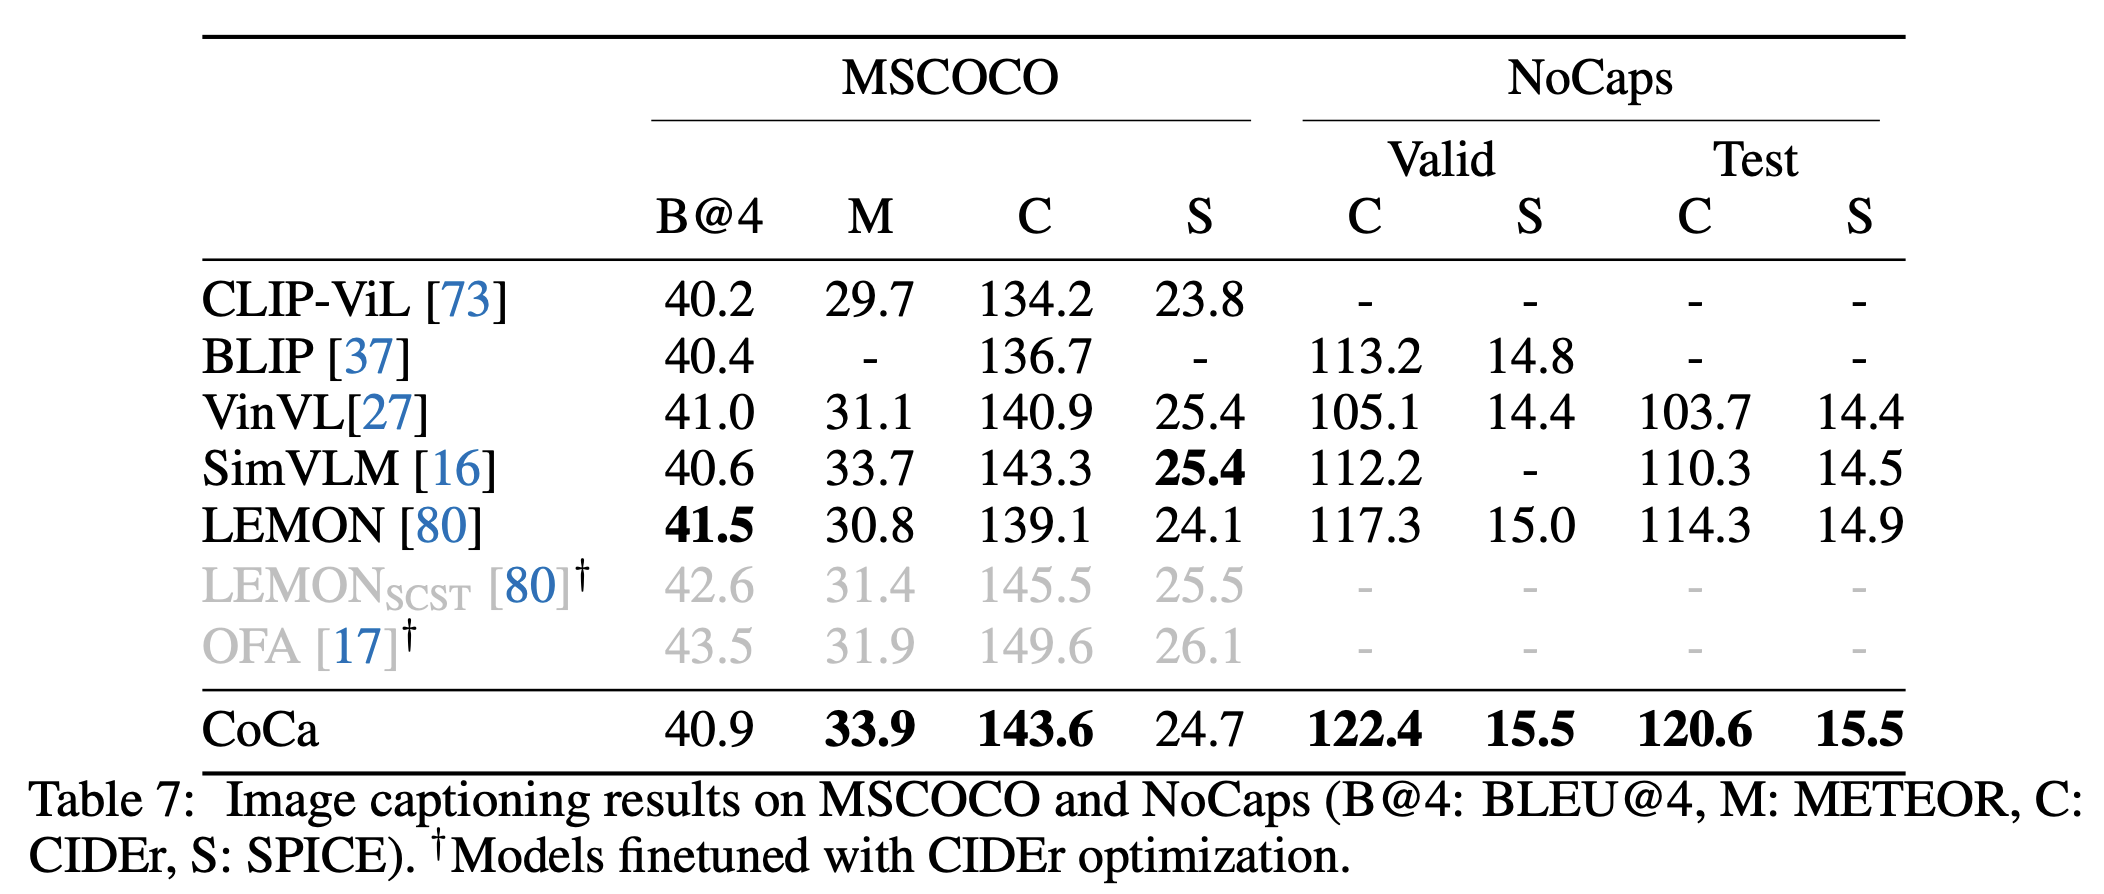 MSCOCO NoCaps
Valid Test
B@4 M C S C S C S
CLIP-ViL [73] 40.2 29.7 134.2 23.8 - - - -
BLIP [37] 40.4 - 136.7 - 113.2 14.8 - -
VinVL[27] 41.0 31.1 140.9 25.4 105.1 14.4 103.7 14.4
SimVLM [16] 40.6 33.7 143.3 25.4 112.2 - 110.3 14.5
LEMON [80] 41.5 30.8 139.1 24.1 117.3 15.0 114.3 14.9
LEMONSCST [80]† 42.6 31.4 145.5 25.5 - - - -
OFA [17]† 43.5 31.9 149.6 26.1 - - - -
CoCa 40.9 33.9 143.6 24.7 122.4 15.5 120.6 15.5
Table 7: Image captioning results on MSCOCO and NoCaps (B@4: BLEU@4, M: METEOR, C:
CIDEr, S: SPICE). †Models finetuned with CIDEr optimization.